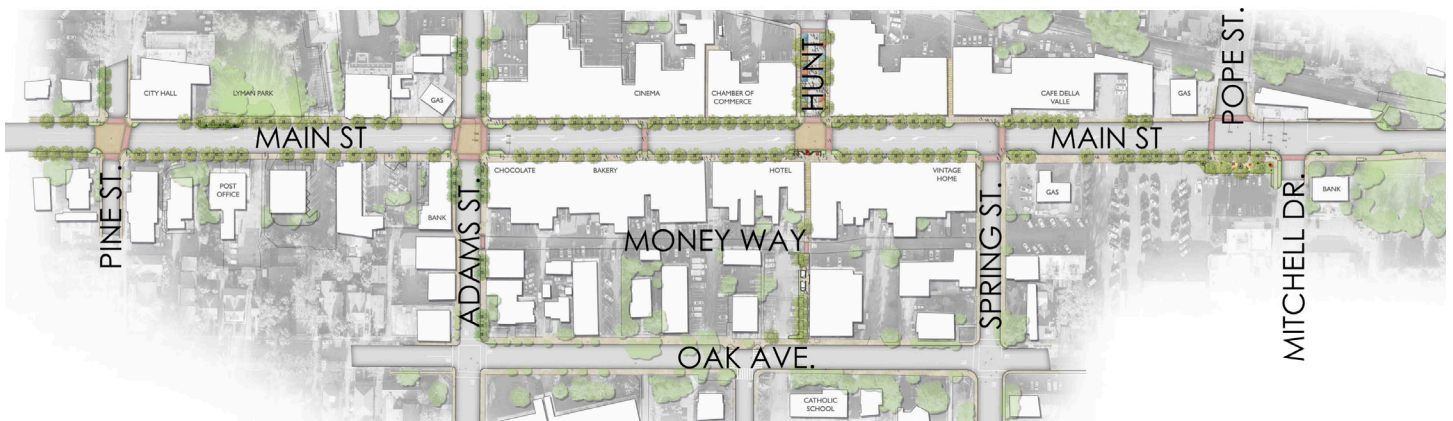 HUNT
POPE ST.
CITY HALL
LYMAN PARK
GAS
CINEMA
CHAMBER OF
COMMERCE
CAFE DELLA
VALLE
GAS
MAIN ST
MAIN ST
PINE ST.
POST
OFFICE
BANK
ADAMS ST.
CHOCOLATE
BAKERY
HOTEL
VINTAGE
HOME
SPRING ST.
GAS
MITCHELL DR.
BANK
MONEY WAY
OAK AVE.
CATHOLIC
SCHOOL